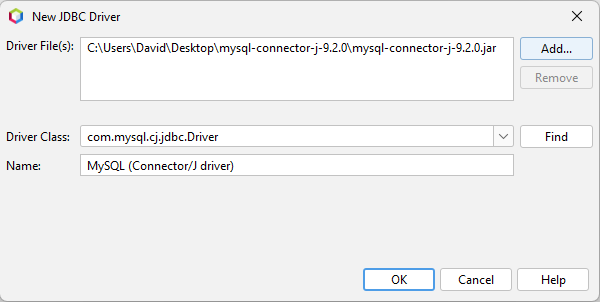 New JDBC Driver
Driver File(s):
C:\Users\David\Desktop\mysql-connector-j-9.2.0\mysql-connector-j-9.2.0.jar
Add...
Remove
Driver Class:
com.mysql.cj.jdbc.Driver
Find
Name:
MySQL (Connector/J driver)
OK
Cancel
Help